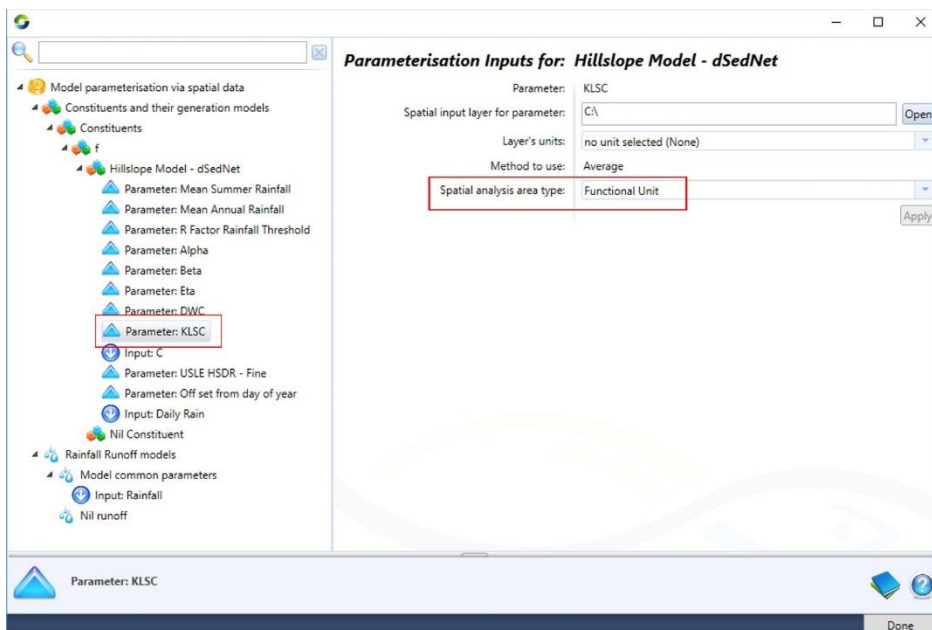 Parameterisation Inputs for: Hillslope Model - dSedNet
Model parameterisation via spatial data
Constituents and their generation models
Constituents
f
Hillslope Model - dSedNet
Parameter: Mean Summer Rainfall
Parameter: Mean Annual Rainfall
Parameter: R Factor Rainfall Threshold
Parameter: Alpha
Parameter: Beta
Parameter: Eta
Parameter: DWC
Parameter: KLSC
Input: C
Parameter: USLE HSDR - Fine
Parameter: Off set from day of year
Input: Daily Rain
Nil Constituent
Rainfall Runoff models
Model common parameters
Input: Rainfall
Nil runoff
Parameter: KLSC
Spatial input layer for parameter: C:\ Open
Layer's units: no unit selected (None)
Method to use: Average
Spatial analysis area type: Functional Unit
Apply
Parameter: KLSC
Done